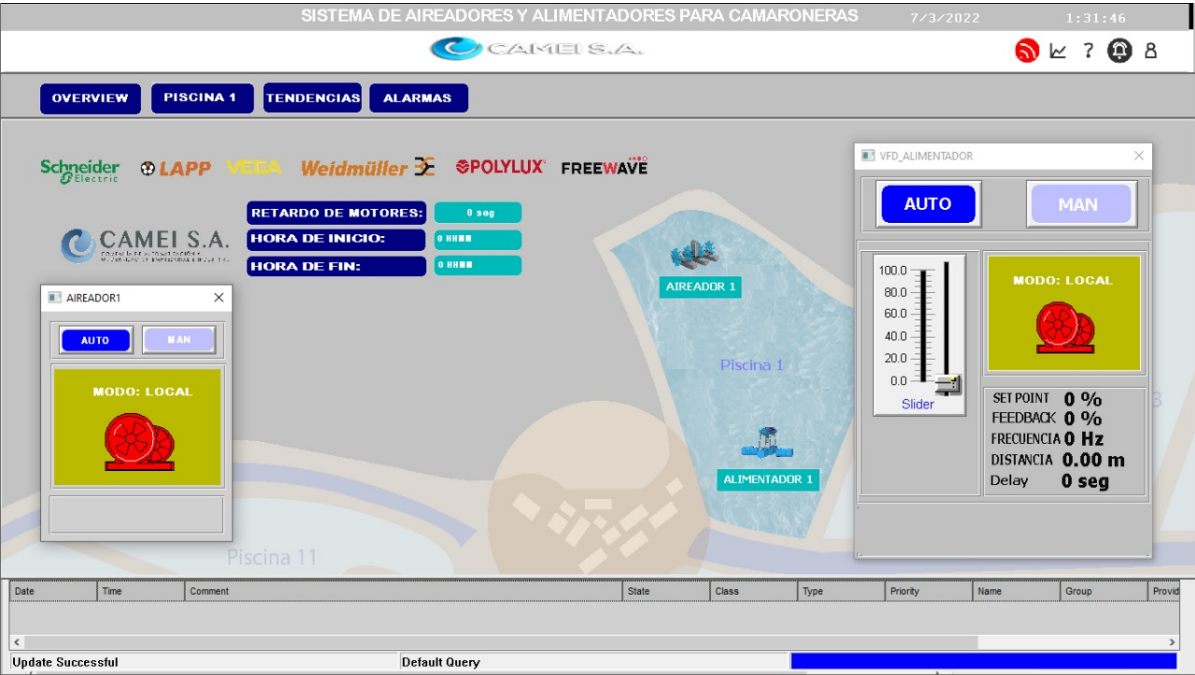 SISTEMA DE AIREADORES Y ALIMENTADORES PARA CAMARONERAS 7/3/2022 1:31:46
CAMEI S.A.
OVERVIEW PISCINA 1 TENDENCIAS ALARMAS
Schneider Electric LAPP VEGA Weidmüller POLYLUX FREEWAVE
CAMEI S.A.
RETARDO DE MOTORES: 0 seg
HORA DE INICIO: 0
HORA DE FIN: 0
AIREADOR1
AUTO MAN
MODO: LOCAL
AIREADOR 1
Piscina 1
ALIMENTADOR 1
Piscina 11
VFD_ALIMENTADOR
AUTO MAN
100.0
80.0
60.0
40.0
20.0
0.0
Slider
MODO: LOCAL
SET POINT 0 %
FEEDBACK 0 %
FRECUENCIA 0 Hz
DISTANCIA 0.00 m
Delay 0 seg
3
Date Time Comment State Class Type Priority Name Group Provid
Update Successful Default Query